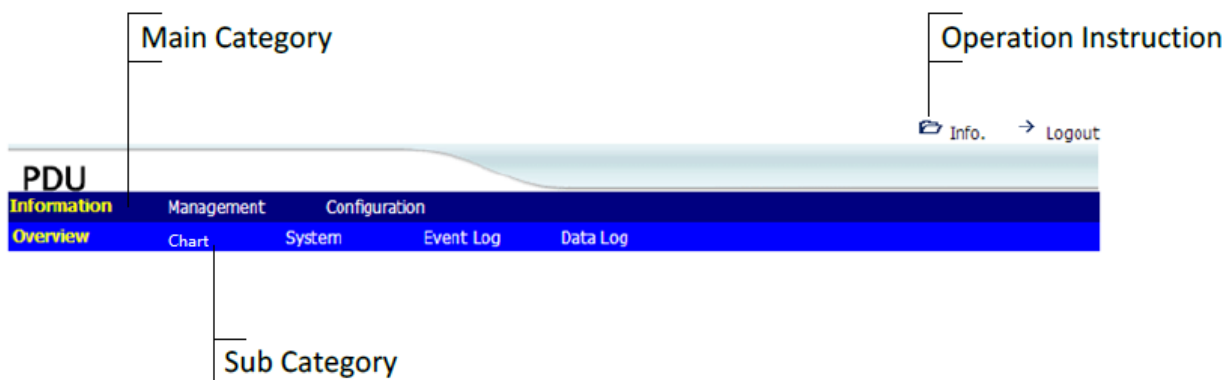 Main Category
Operation Instruction
Info. Logout
PDU
Information Management Configuration
Overview Chart System Event Log Data Log
Sub Category